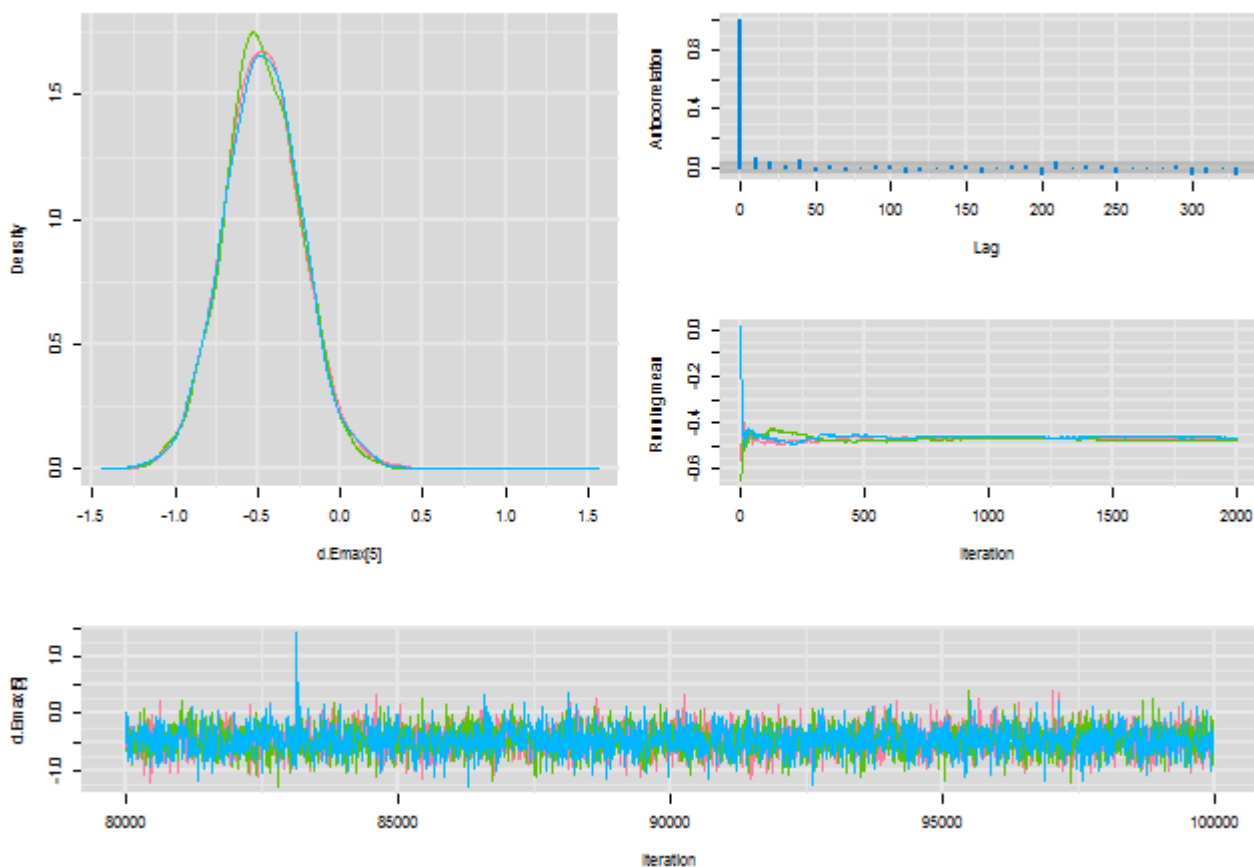 Density
0.0 0.5 1.0 1.5
-1.5 -1.0 -0.5 0.0 0.5 1.0 1.5
d.Emax[5]
Autocorrelation
0.0 0.4 0.8
0 50 100 150 200 250 300
Lag
Running mean
-0.6 -0.4 -0.2 0.0
0 500 1000 1500 2000
Iteration
d.Emax[5]
-1.0 0.0 1.0
80000 85000 90000 95000 100000
Iteration